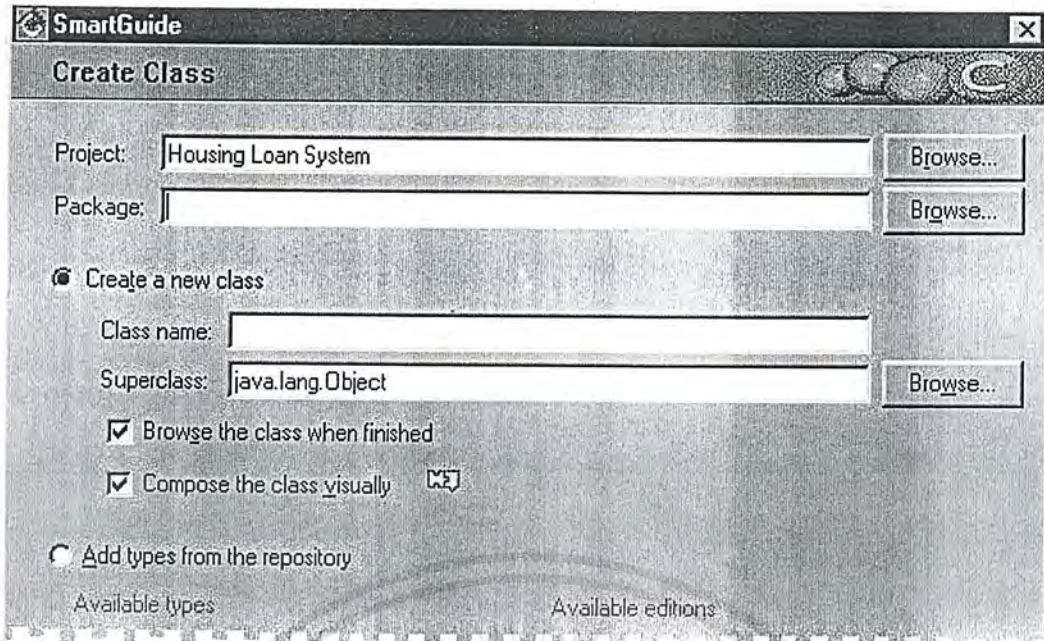 SmartGuide
Create Class
Project: Housing Loan System Browse...
Package: Browse...
Create a new class
Class name:
Superclass: java.lang.Object Browse...
Browse the class when finished
Compose the class visually
Add types from the repository
Available types Available editions